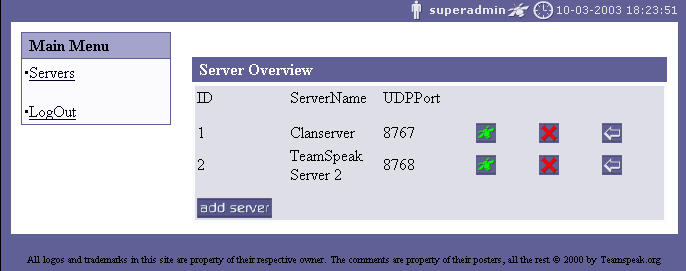 superadmin 10-03-2003 18:23:51
Main Menu
•Servers
•LogOut
Server Overview
ID ServerName UDPPort
1 Clanserver 8767
2 TeamSpeak Server 2 8768
add server
All logos and trademarks in this site are property of their respective owner. The comments are property of their posters, all the rest © 2000 by Teamspeak.org